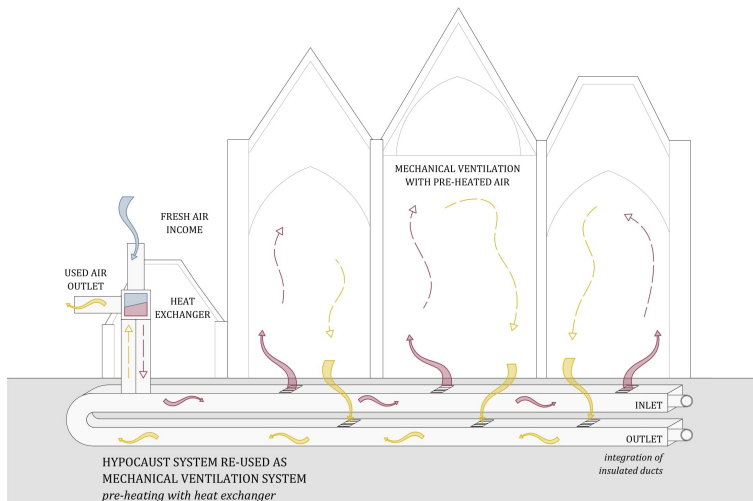 MECHANICAL VENTILATION
WITH PRE-HEATED AIR
FRESH AIR
INCOME
USED AIR
OUTLET
HEAT
EXCHANGER
INLET
OUTLET
HYPOCAUST SYSTEM RE-USED AS
MECHANICAL VENTILATION SYSTEM
pre-heating with heat exchanger
integration of
insulated ducts